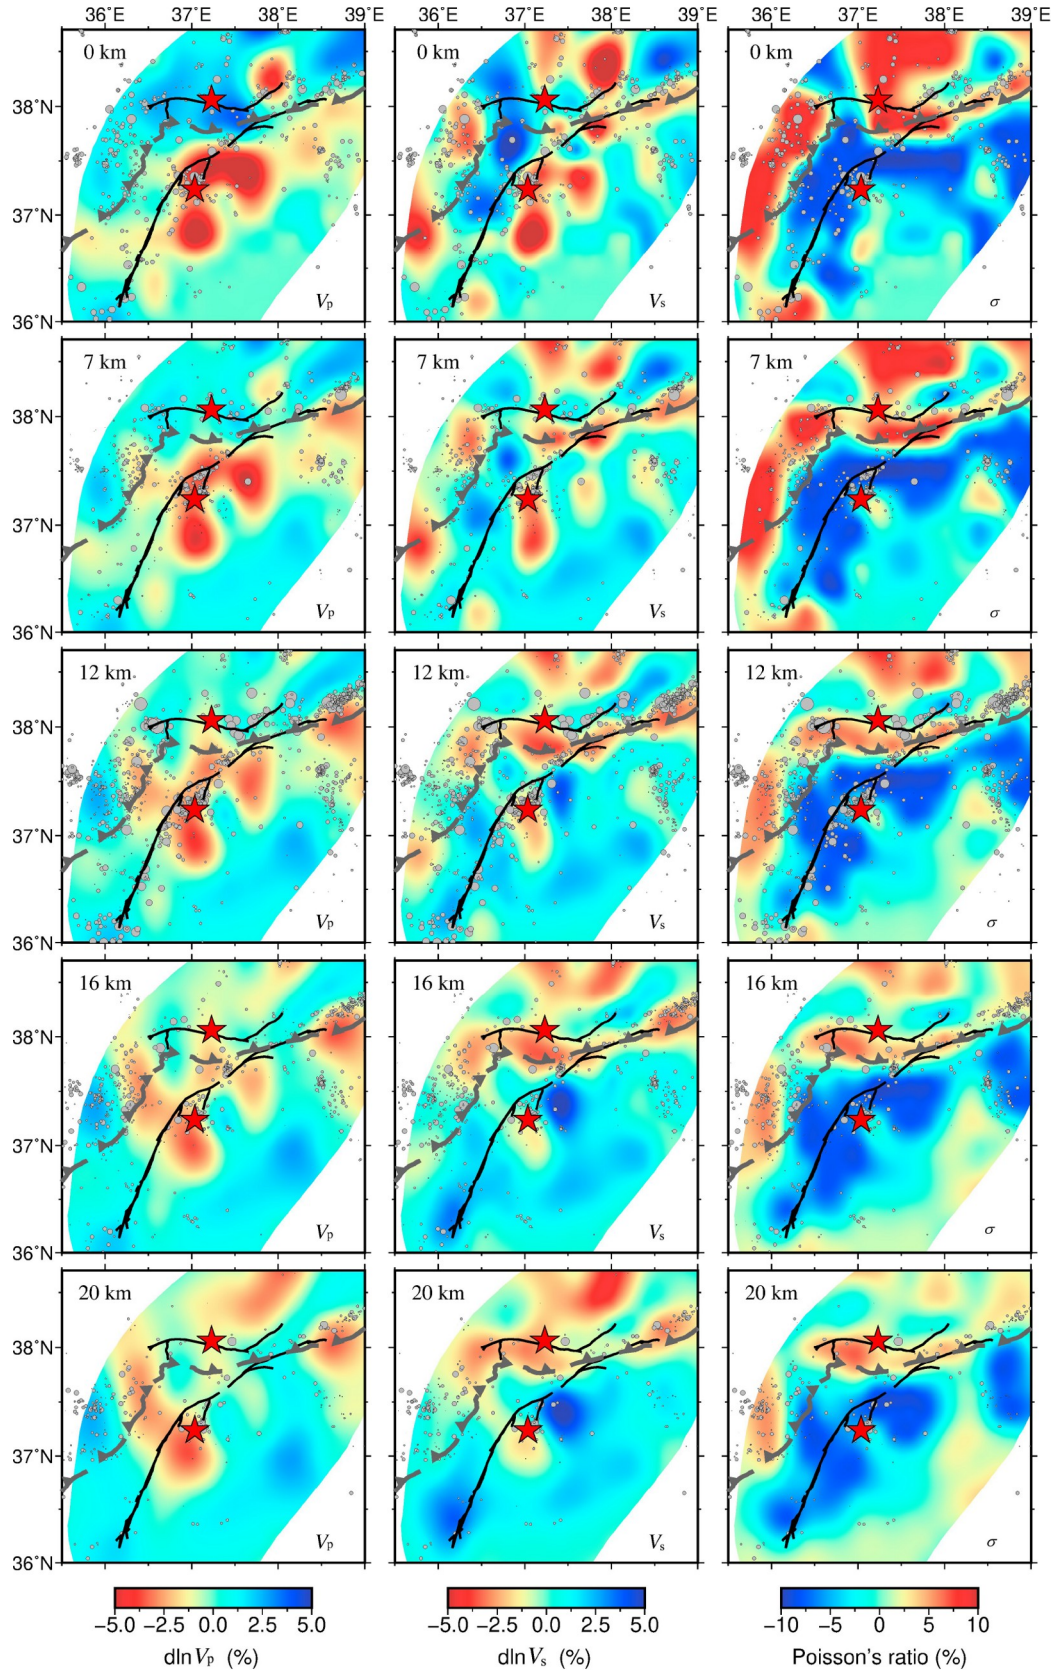 36°E 37°E 38°E 39°E 36°E 37°E 38°E 39°E 36°E 37°E 38°E 39°E
38°N 0 km 0 km 0 km
37°N
36°N Vp Vs σ
38°N 7 km 7 km 7 km
37°N
36°N Vp Vs σ
38°N 12 km 12 km 12 km
37°N
36°N Vp Vs σ
38°N 16 km 16 km 16 km
37°N
36°N Vp Vs σ
38°N 20 km 20 km 20 km
37°N
36°N Vp Vs σ
−5.0 −2.5 0.0 2.5 5.0 −5.0 −2.5 0.0 2.5 5.0 −10 −5 0 5 10
dlnVp (%) dlnVs (%) Poisson's ratio (%)